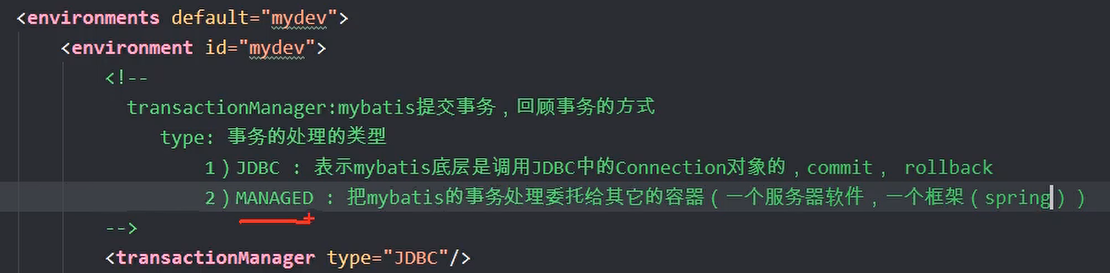 <environments default="mydev">
<environment id="mydev">
<!--
transactionManager:mybatis提交事务，回顾事务的方式
type: 事务的处理的类型
1）JDBC : 表示mybatis底层是调用JDBC中的Connection对象的，commit， rollback
2）MANAGED : 把mybatis的事务处理委托给其它的容器（一个服务器软件，一个框架（spring））
-->
<transactionManager type="JDBC"/>